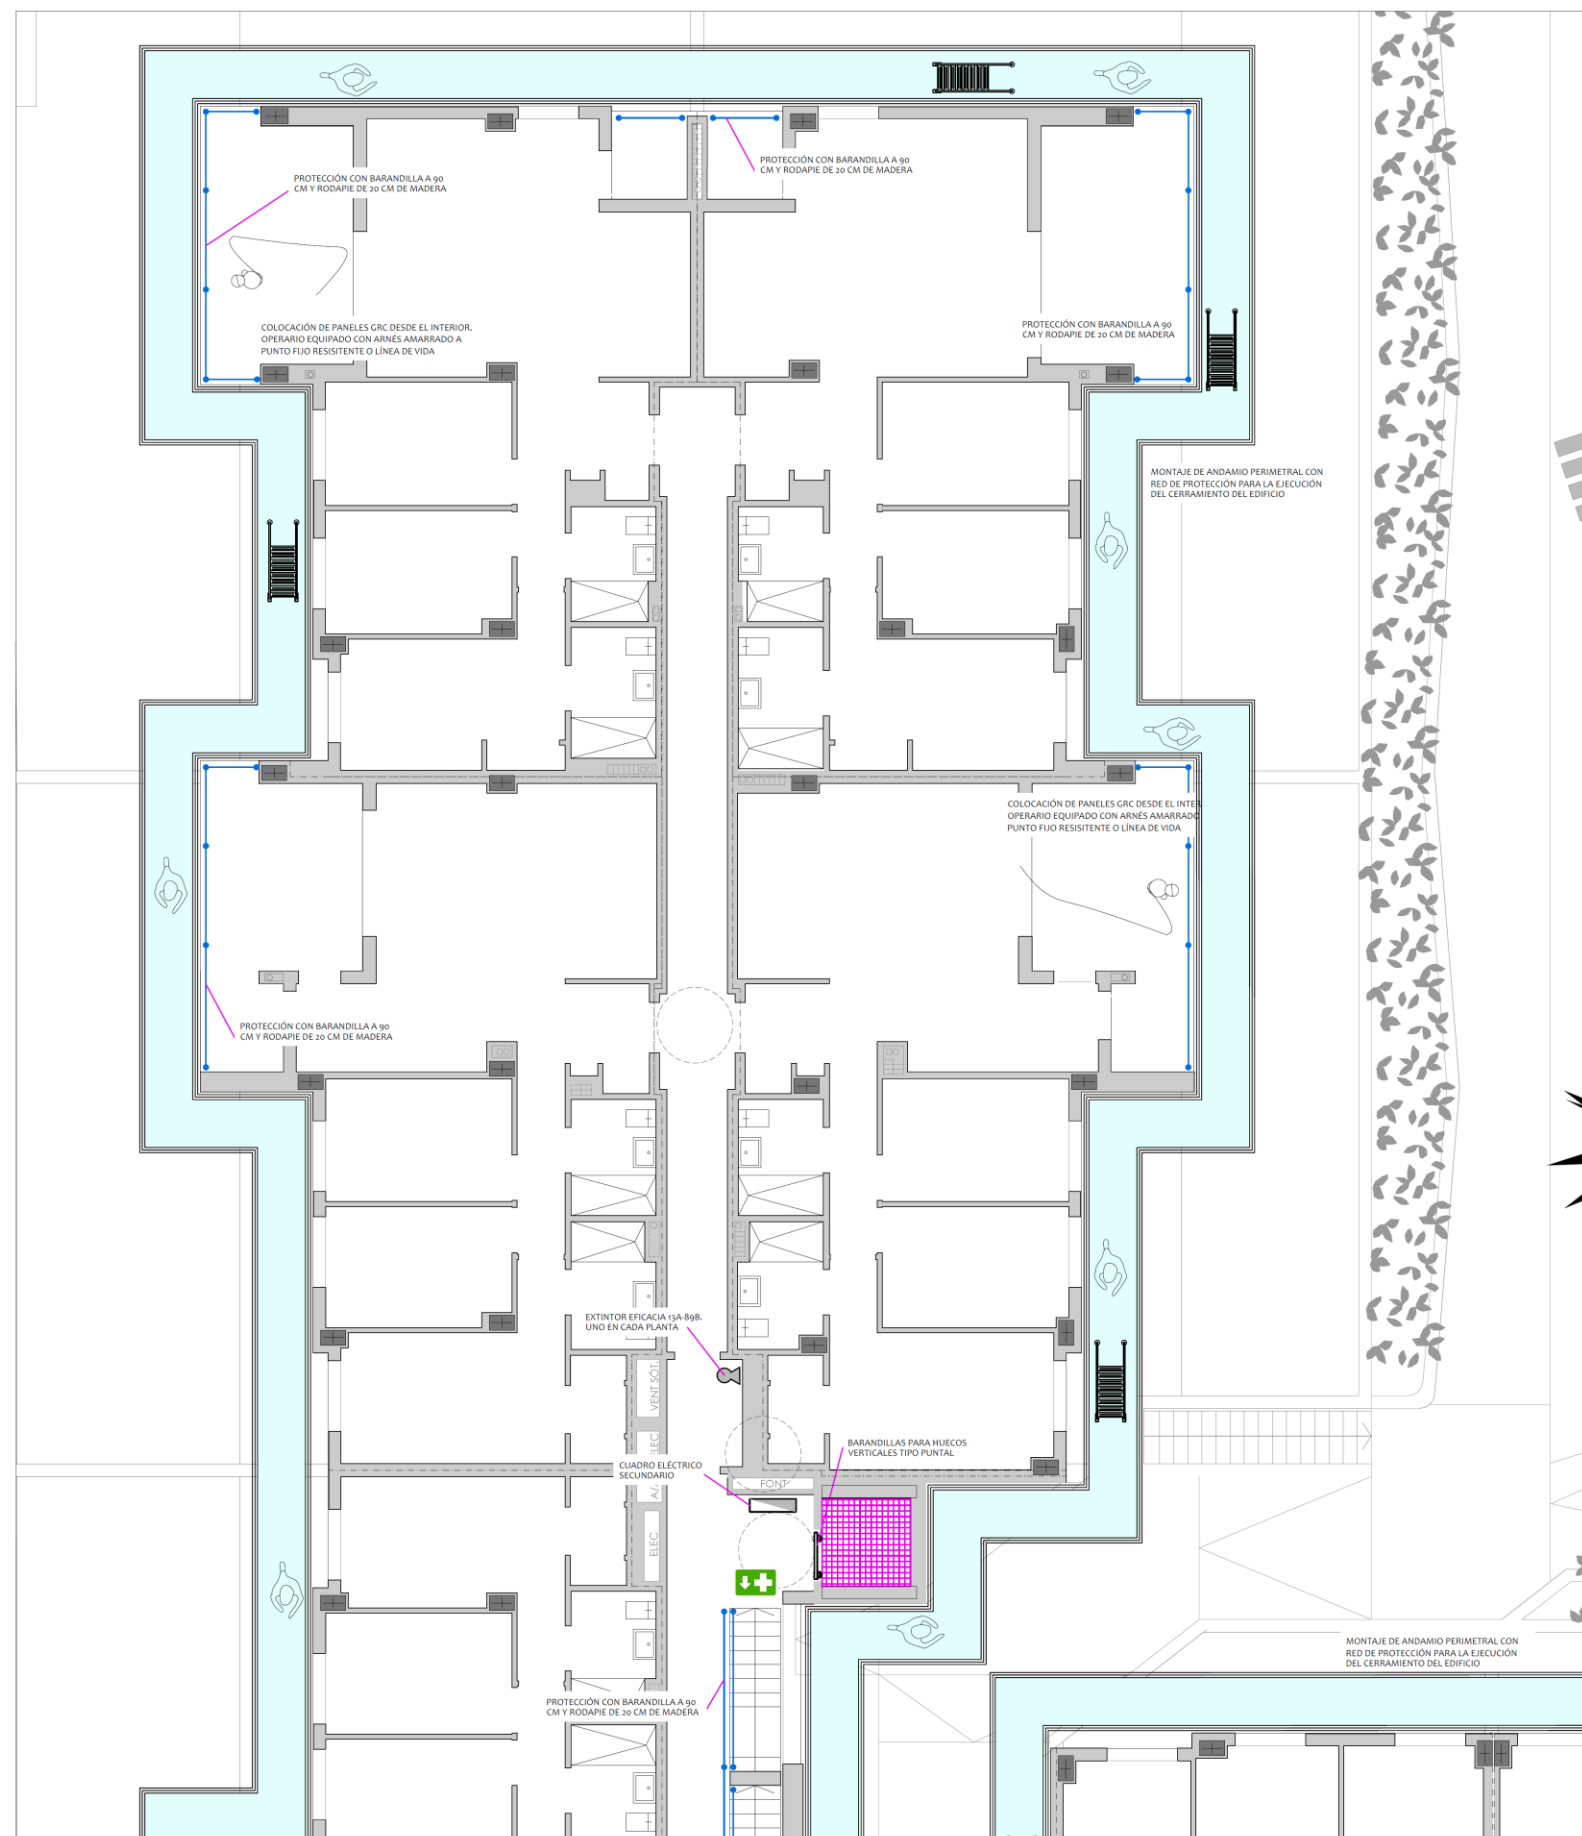 PROTECCIÓN CON BARANDILLA A 90
CM Y RODAPIE DE 20 CM DE MADERA
PROTECCIÓN CON BARANDILLA A 90
CM Y RODAPIE DE 20 CM DE MADERA
COLOCACIÓN DE PANELES GRC DESDE EL INTERIOR.
OPERARIO EQUIPADO CON ARNÉS AMARRADO A
PUNTO FIJO RESISITENTE O LÍNEA DE VIDA
PROTECCIÓN CON BARANDILLA A 90
CM Y RODAPIE DE 20 CM DE MADERA
MONTAJE DE ANDAMIO PERIMETRAL CON
RED DE PROTECCIÓN PARA LA EJECUCIÓN
DEL CERRAMIENTO DEL EDIFICIO
COLOCACIÓN DE PANELES GRC DESDE EL INTER
OPERARIO EQUIPADO CON ARNÉS AMARRADO
PUNTO FIJO RESISITENTE O LÍNEA DE VIDA
PROTECCIÓN CON BARANDILLA A 90
CM Y RODAPIE DE 20 CM DE MADERA
EXTINTOR EFICACIA 13A-89B.
UNO EN CADA PLANTA
VENT SÓT.
BARANDILLAS PARA HUECOS
VERTICALES TIPO PUNTAL
ELEC
CUADRO ELÉCTRICO
SECUNDARIO
A/A
FONT
ELEC
MONTAJE DE ANDAMIO PERIMETRAL CON
RED DE PROTECCIÓN PARA LA EJECUCIÓN
DEL CERRAMIENTO DEL EDIFICIO
PROTECCIÓN CON BARANDILLA A 90
CM Y RODAPIE DE 20 CM DE MADERA